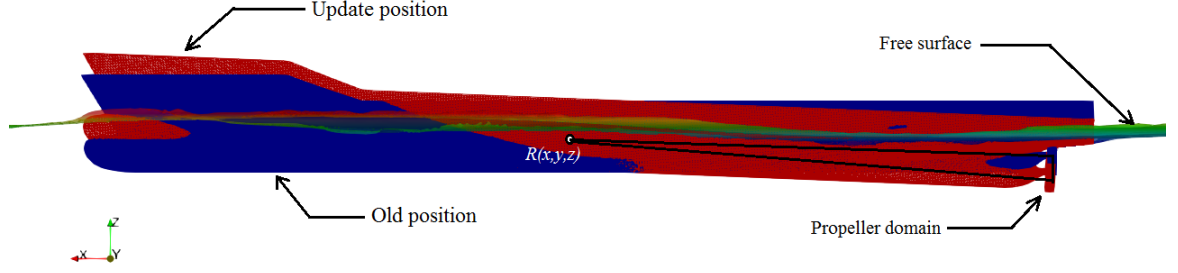 Update position
Free surface
R(x,y,z)
Old position
Propeller domain
Z
X
Y